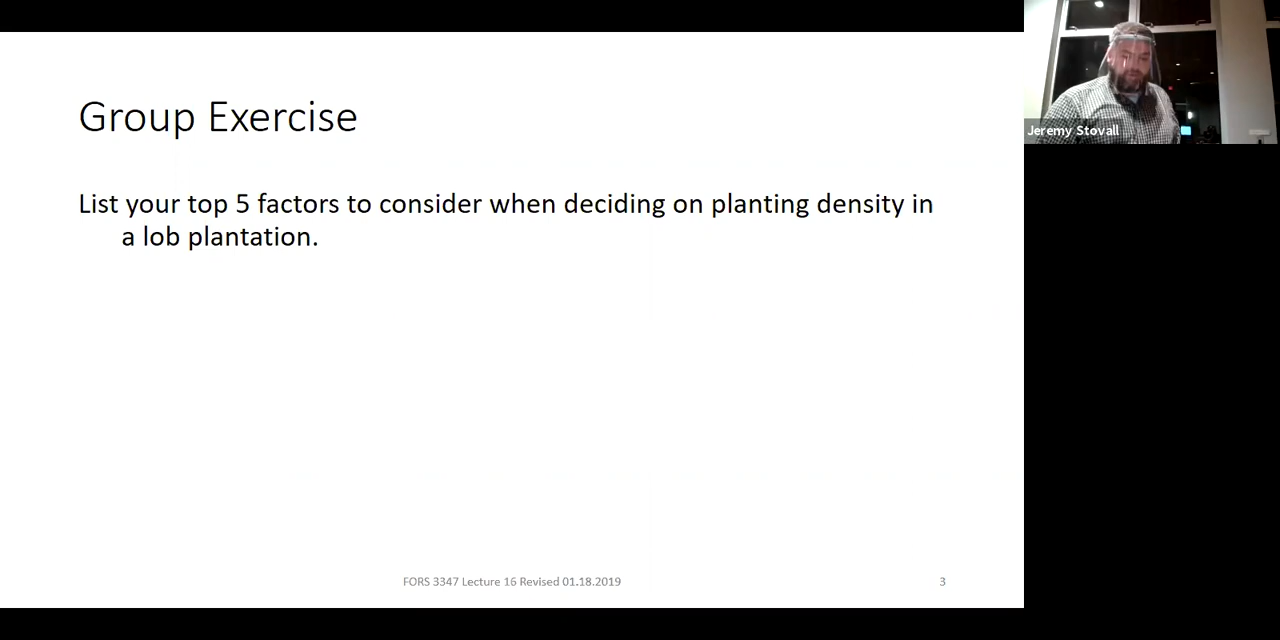 Group Exercise
List your top 5 factors to consider when deciding on planting density in
a lob plantation.
FORS 3347 Lecture 16 Revised 01.18.2019
3
Jeremy Stovall